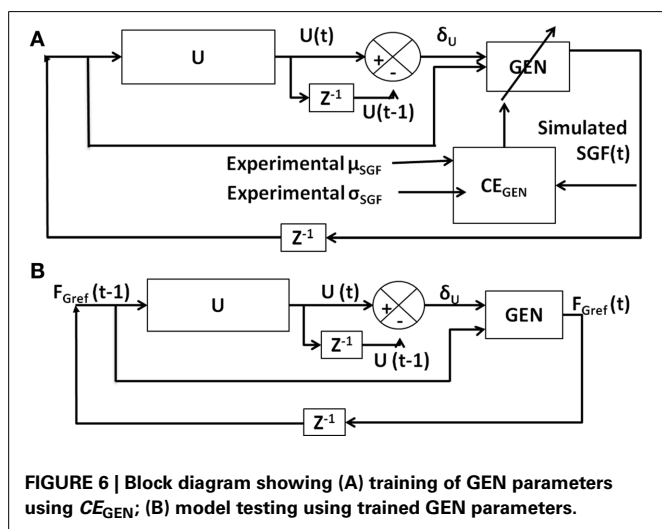 A
U
U(t)
+
-
δU
Z-1
U(t-1)
GEN
Simulated
SGF(t)
Experimental μSGF
Experimental σSGF
CEGEN
Z-1
B
FGref (t-1)
U
U (t)
+
-
δU
Z-1
U (t-1)
GEN
FGref (t)
Z-1
FIGURE 6 | Block diagram showing (A) training of GEN parameters
using CEGEN; (B) model testing using trained GEN parameters.